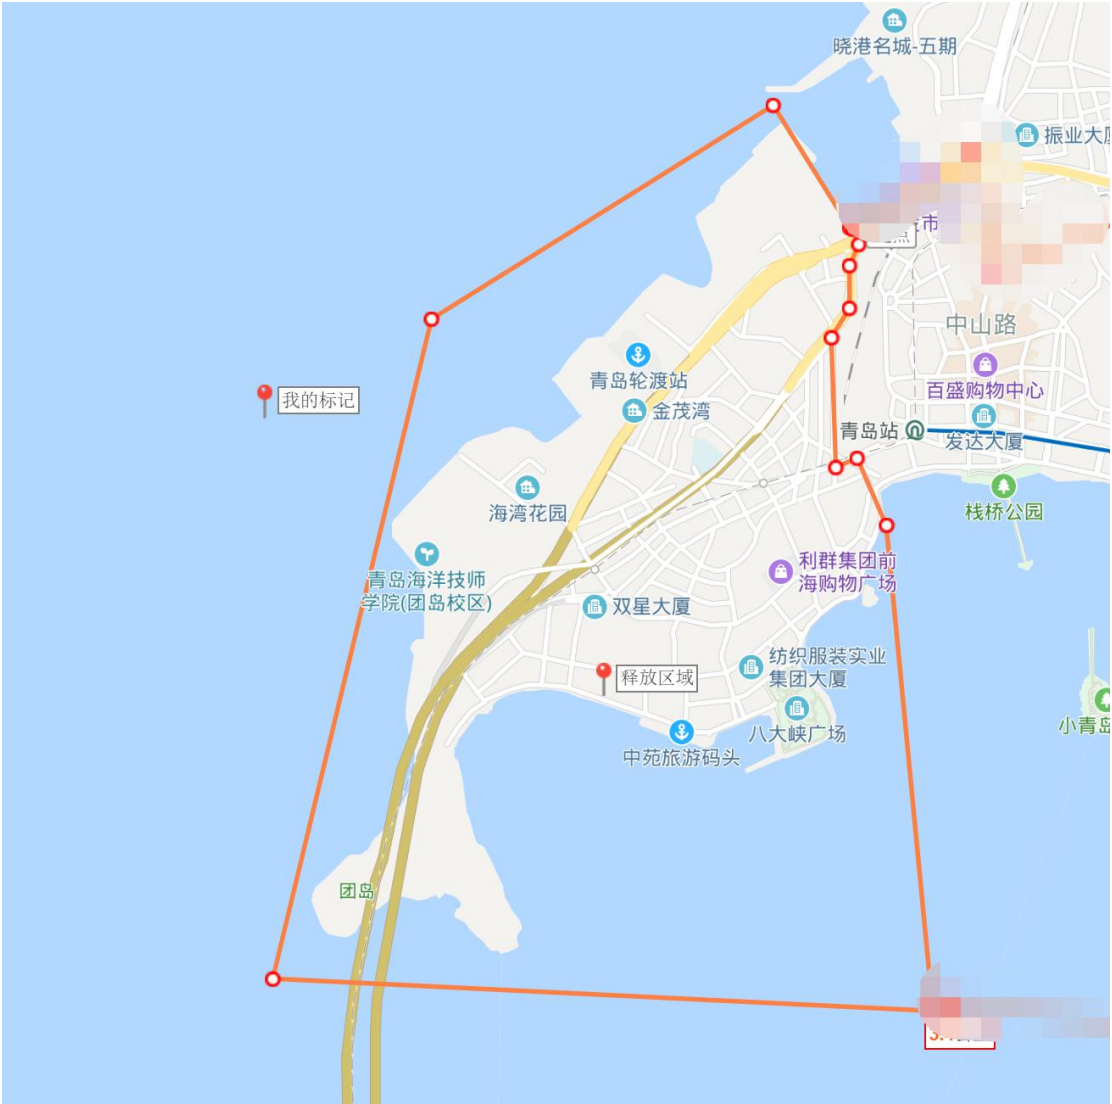 晓港名城-五期
振业大厦
市
中山路
青岛轮渡站
百盛购物中心
我的标记
金茂湾
青岛站
发达大厦
海湾花园
栈桥公园
利群集团前
海购物广场
青岛海洋技师
学院(团岛校区)
双星大厦
纺织服装实业
集团大厦
释放区域
八大峡广场
小青岛
中苑旅游码头
团岛